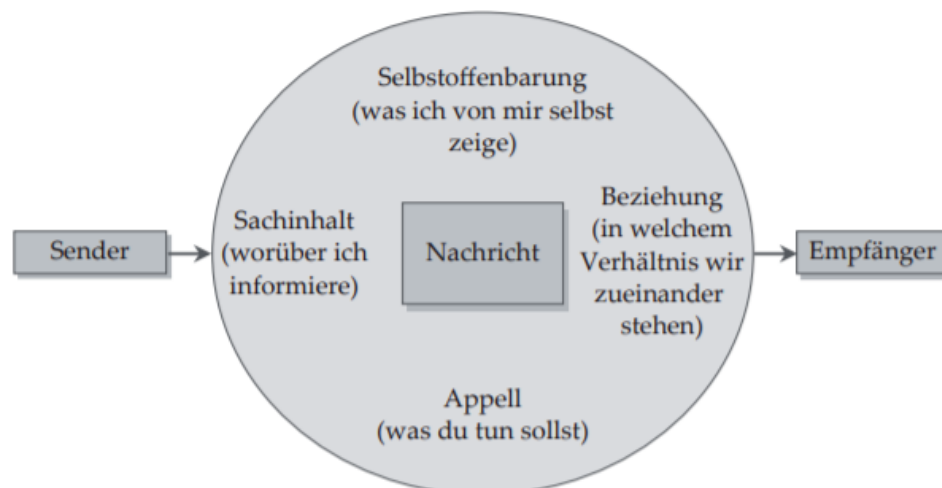 Selbstoffenbarung
(was ich von mir selbst
zeige)
Sender
Sachinhalt
(worüber ich
informiere)
Nachricht
Beziehung
(in welchem
Verhältnis wir
zueinander
stehen)
Empfänger
Appell
(was du tun sollst)